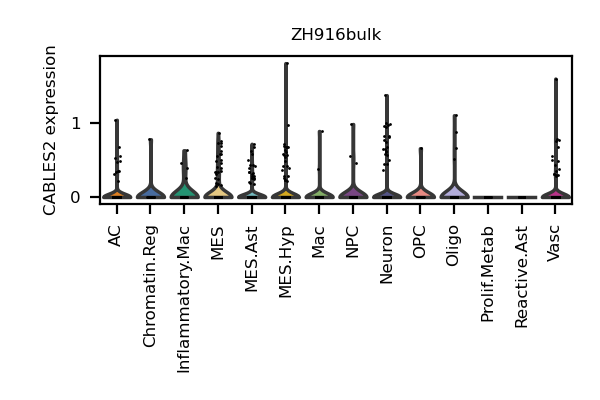 ZH916bulk
CABLES2 expression
1
0
AC
Chromatin.Reg
Inflammatory.Mac
MES
MES.Ast
MES.Hyp
Mac
NPC
Neuron
OPC
Oligo
Prolif.Metab
Reactive.Ast
Vasc